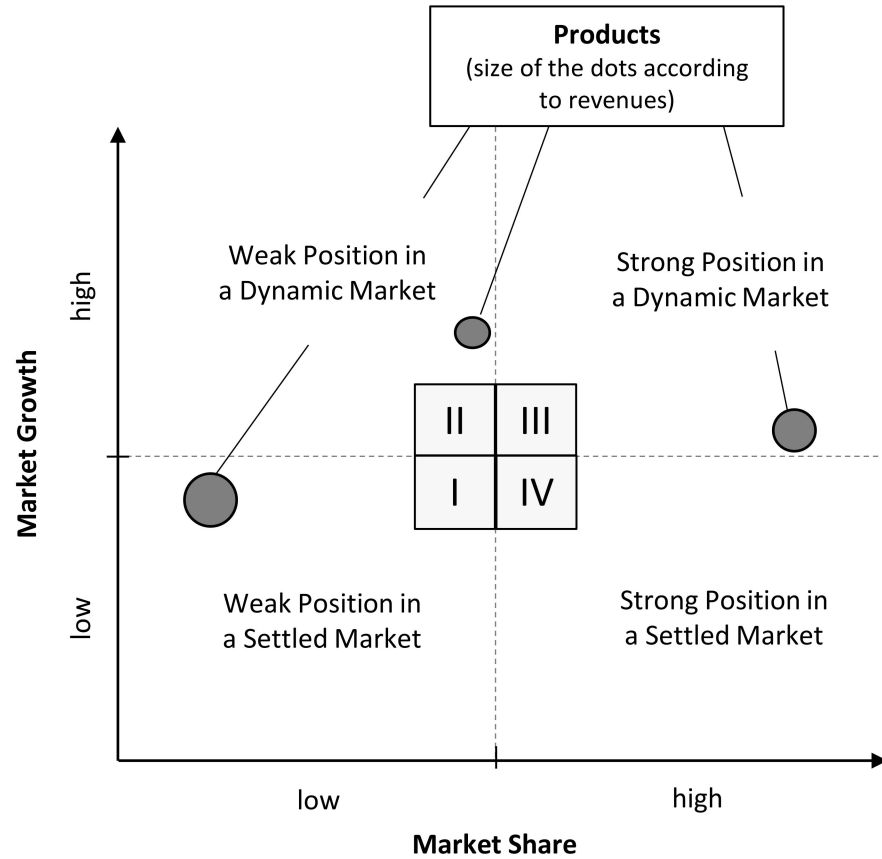 Products
(size of the dots according
to revenues)
Weak Position in
a Dynamic Market
Strong Position in
a Dynamic Market
high
Market Growth
low
II
III
I
IV
Weak Position in
a Settled Market
Strong Position in
a Settled Market
low
high
Market Share